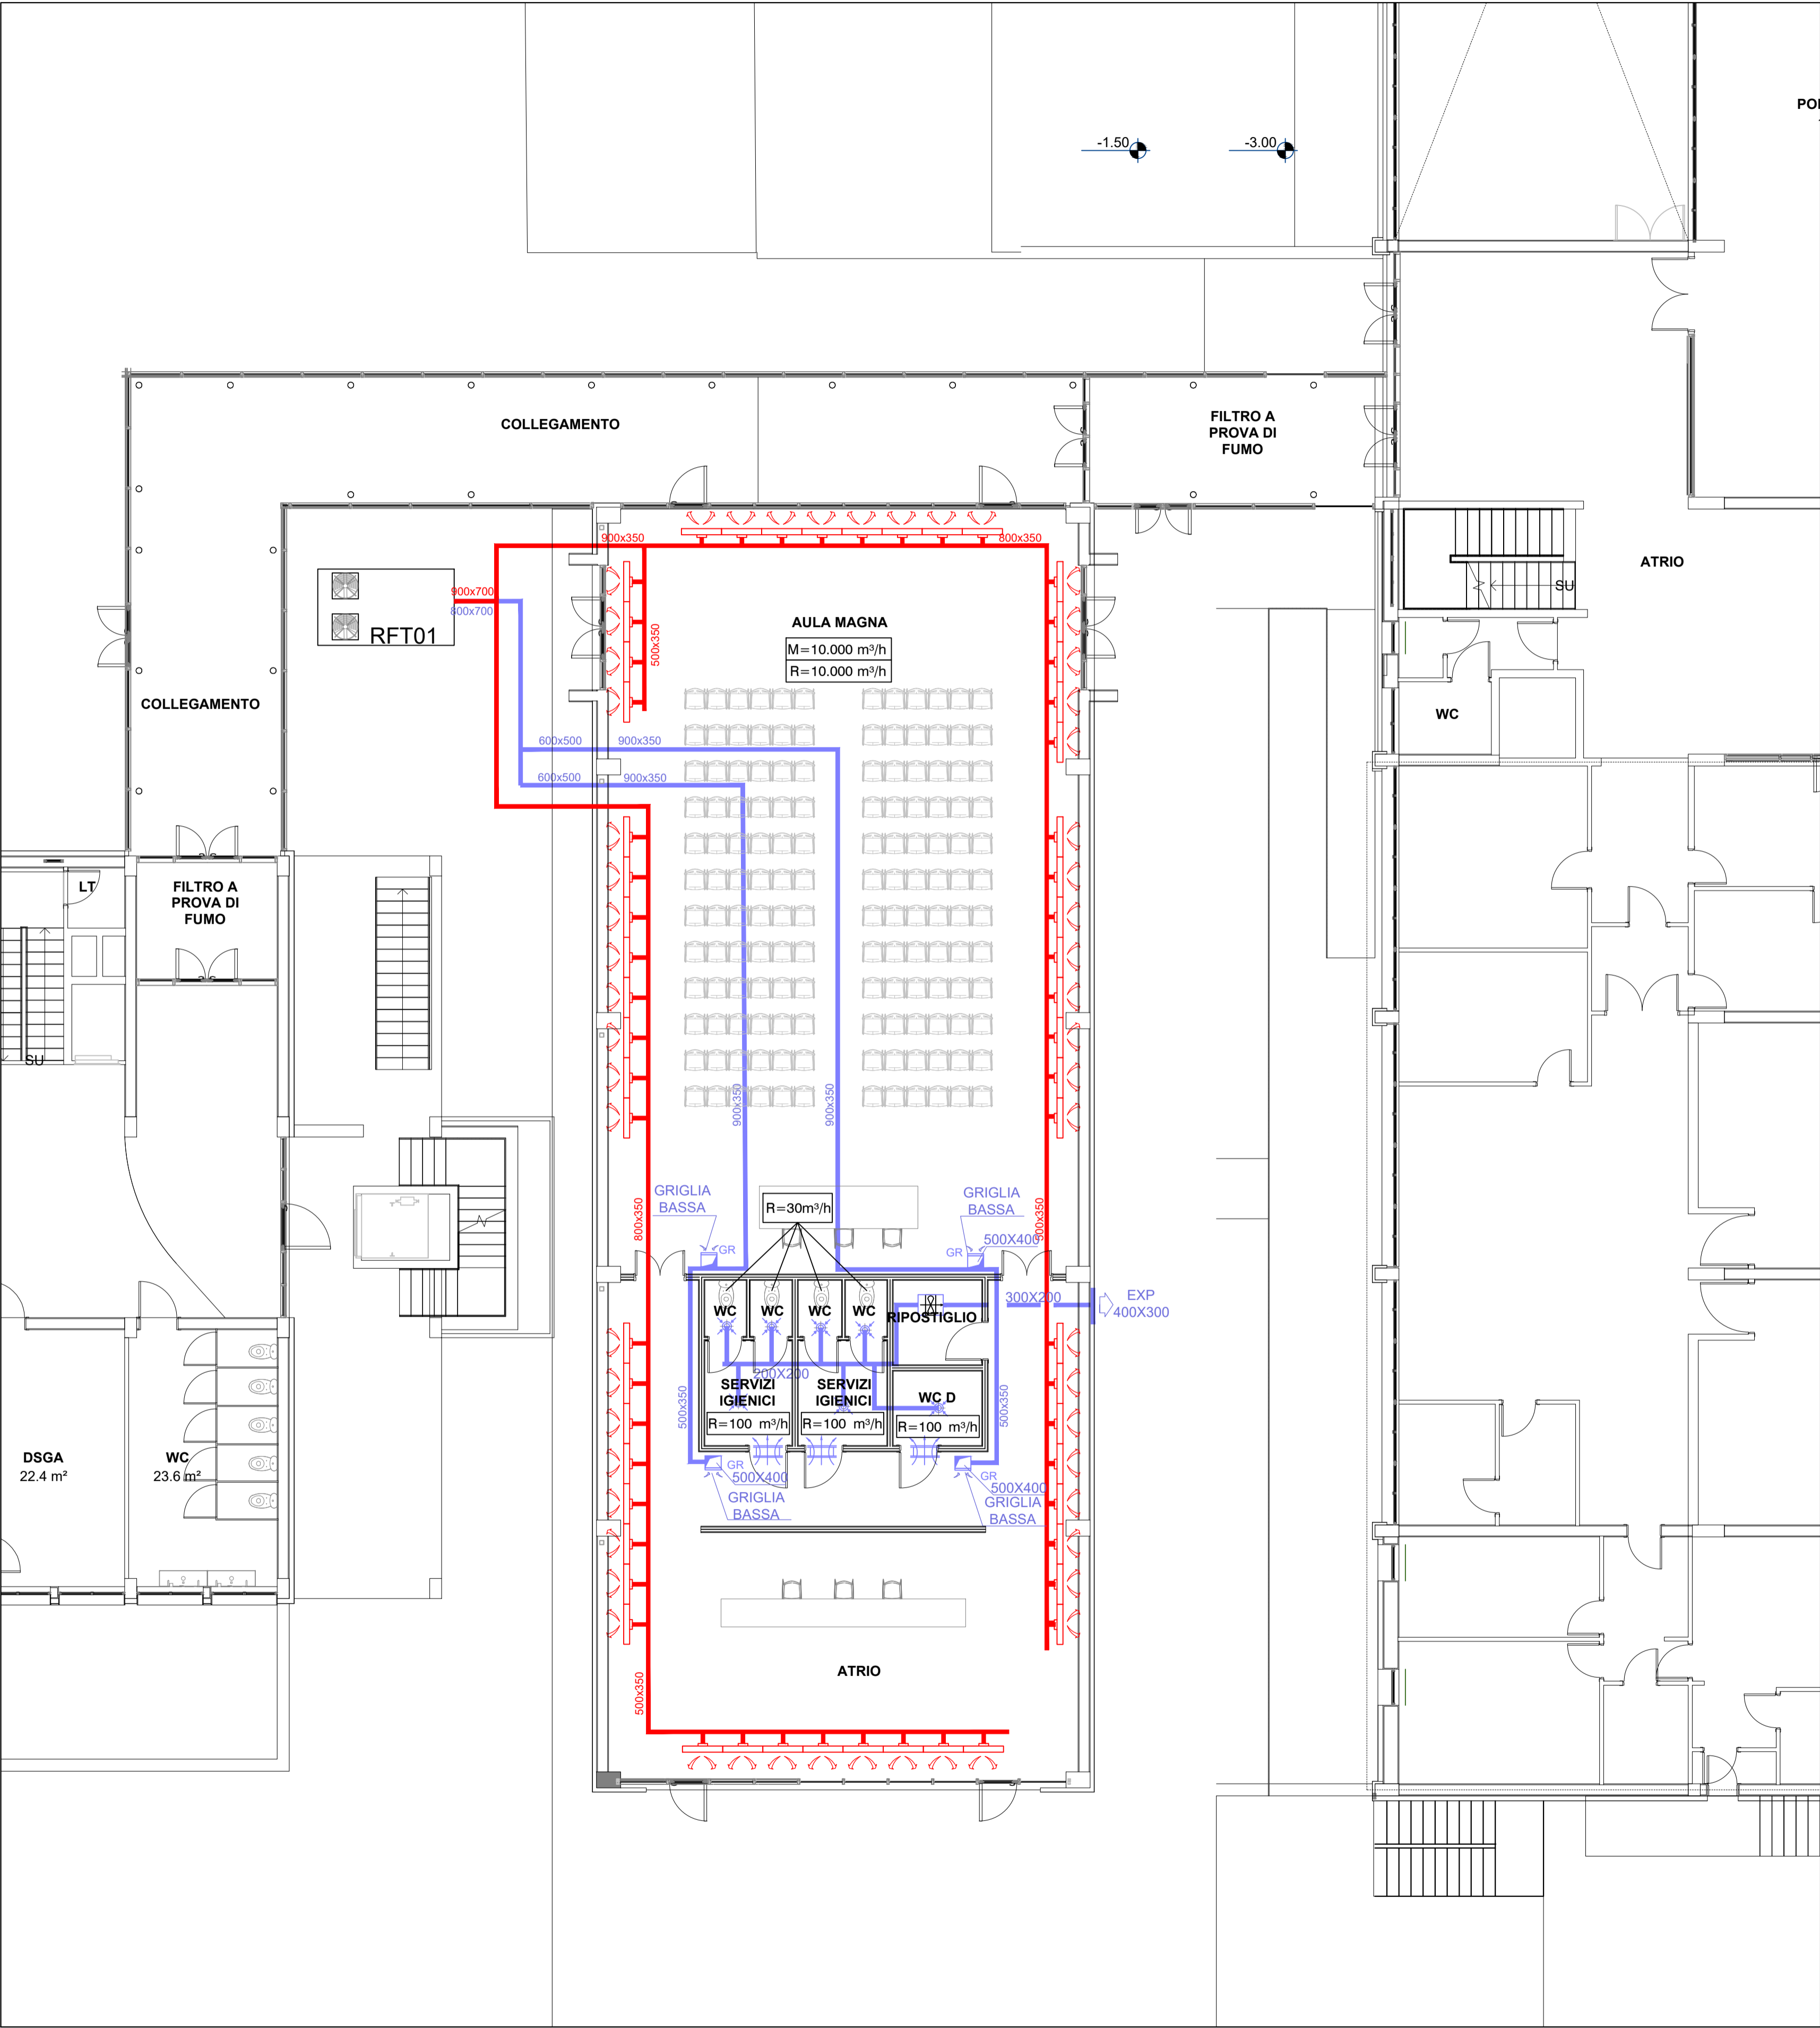 POI
-1.50
-3.00
COLLEGAMENTO
FILTRO A
PROVA DI
FUMO
900x350
800x350
ATRIO
SU
900x700
800x700
RFT01
500x350
AULA MAGNA
M=10.000 m³/h
R=10.000 m³/h
COLLEGAMENTO
WC
600x500
900x350
600x500
900x350
LT
FILTRO A
PROVA DI
FUMO
SU
900x350
900x350
GRIGLIA
BASSA
R=30m³/h
GRIGLIA
BASSA
800x350
500x350
GR
GR
500X400
300X200
EXP
400X300
WC
WC
WC
WC
RIPOSTIGLIO
200X200
SERVIZI
IGIENICI
SERVIZI
IGIENICI
WC D
500x350
500x350
R=100 m³/h
R=100 m³/h
R=100 m³/h
DSGA
22.4 m²
WC
23.6 m²
GR
500X400
GRIGLIA
BASSA
GR
500X400
GRIGLIA
BASSA
ATRIO
500x350